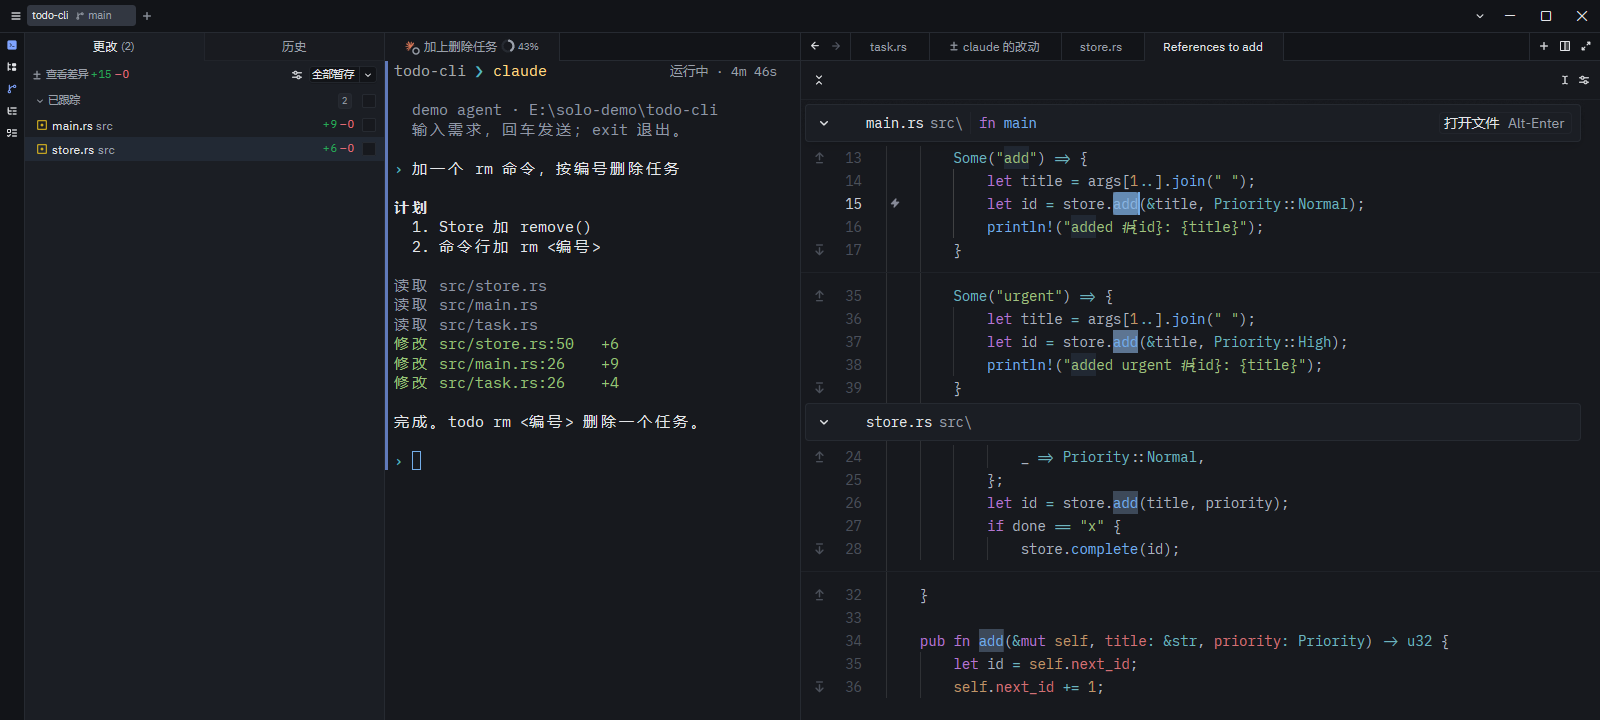 todo-cli main
更改 (2)
历史
查看差异 +15 −0
全部暂存
已跟踪
2
main.rs src
+9 −0
store.rs src
+6 −0
加上删除任务 43%
todo-cli ❯ claude
运行中 · 4m 46s
demo agent · E:\solo-demo\todo-cli
输入需求，回车发送；exit 退出。
› 加一个 rm 命令，按编号删除任务
计划
1. Store 加 remove()
2. 命令行加 rm <编号>
读取 src/store.rs
读取 src/main.rs
读取 src/task.rs
修改 src/store.rs:50 +6
修改 src/main.rs:26 +9
修改 src/task.rs:26 +4
完成。todo rm <编号> 删除一个任务。
›
task.rs
± claude 的改动
store.rs
References to add
main.rs src\ fn main
打开文件 Alt-Enter
13 Some("add") => {
14 let title = args[1..].join(" ");
15 let id = store.add(&title, Priority::Normal);
16 println!("added #{id}: {title}");
17 }
35 Some("urgent") => {
36 let title = args[1..].join(" ");
37 let id = store.add(&title, Priority::High);
38 println!("added urgent #{id}: {title}");
39 }
store.rs src\
24 _ => Priority::Normal,
25 };
26 let id = store.add(title, priority);
27 if done == "x" {
28 store.complete(id);
32 }
33
34 pub fn add(&mut self, title: &str, priority: Priority) -> u32 {
35 let id = self.next_id;
36 self.next_id += 1;